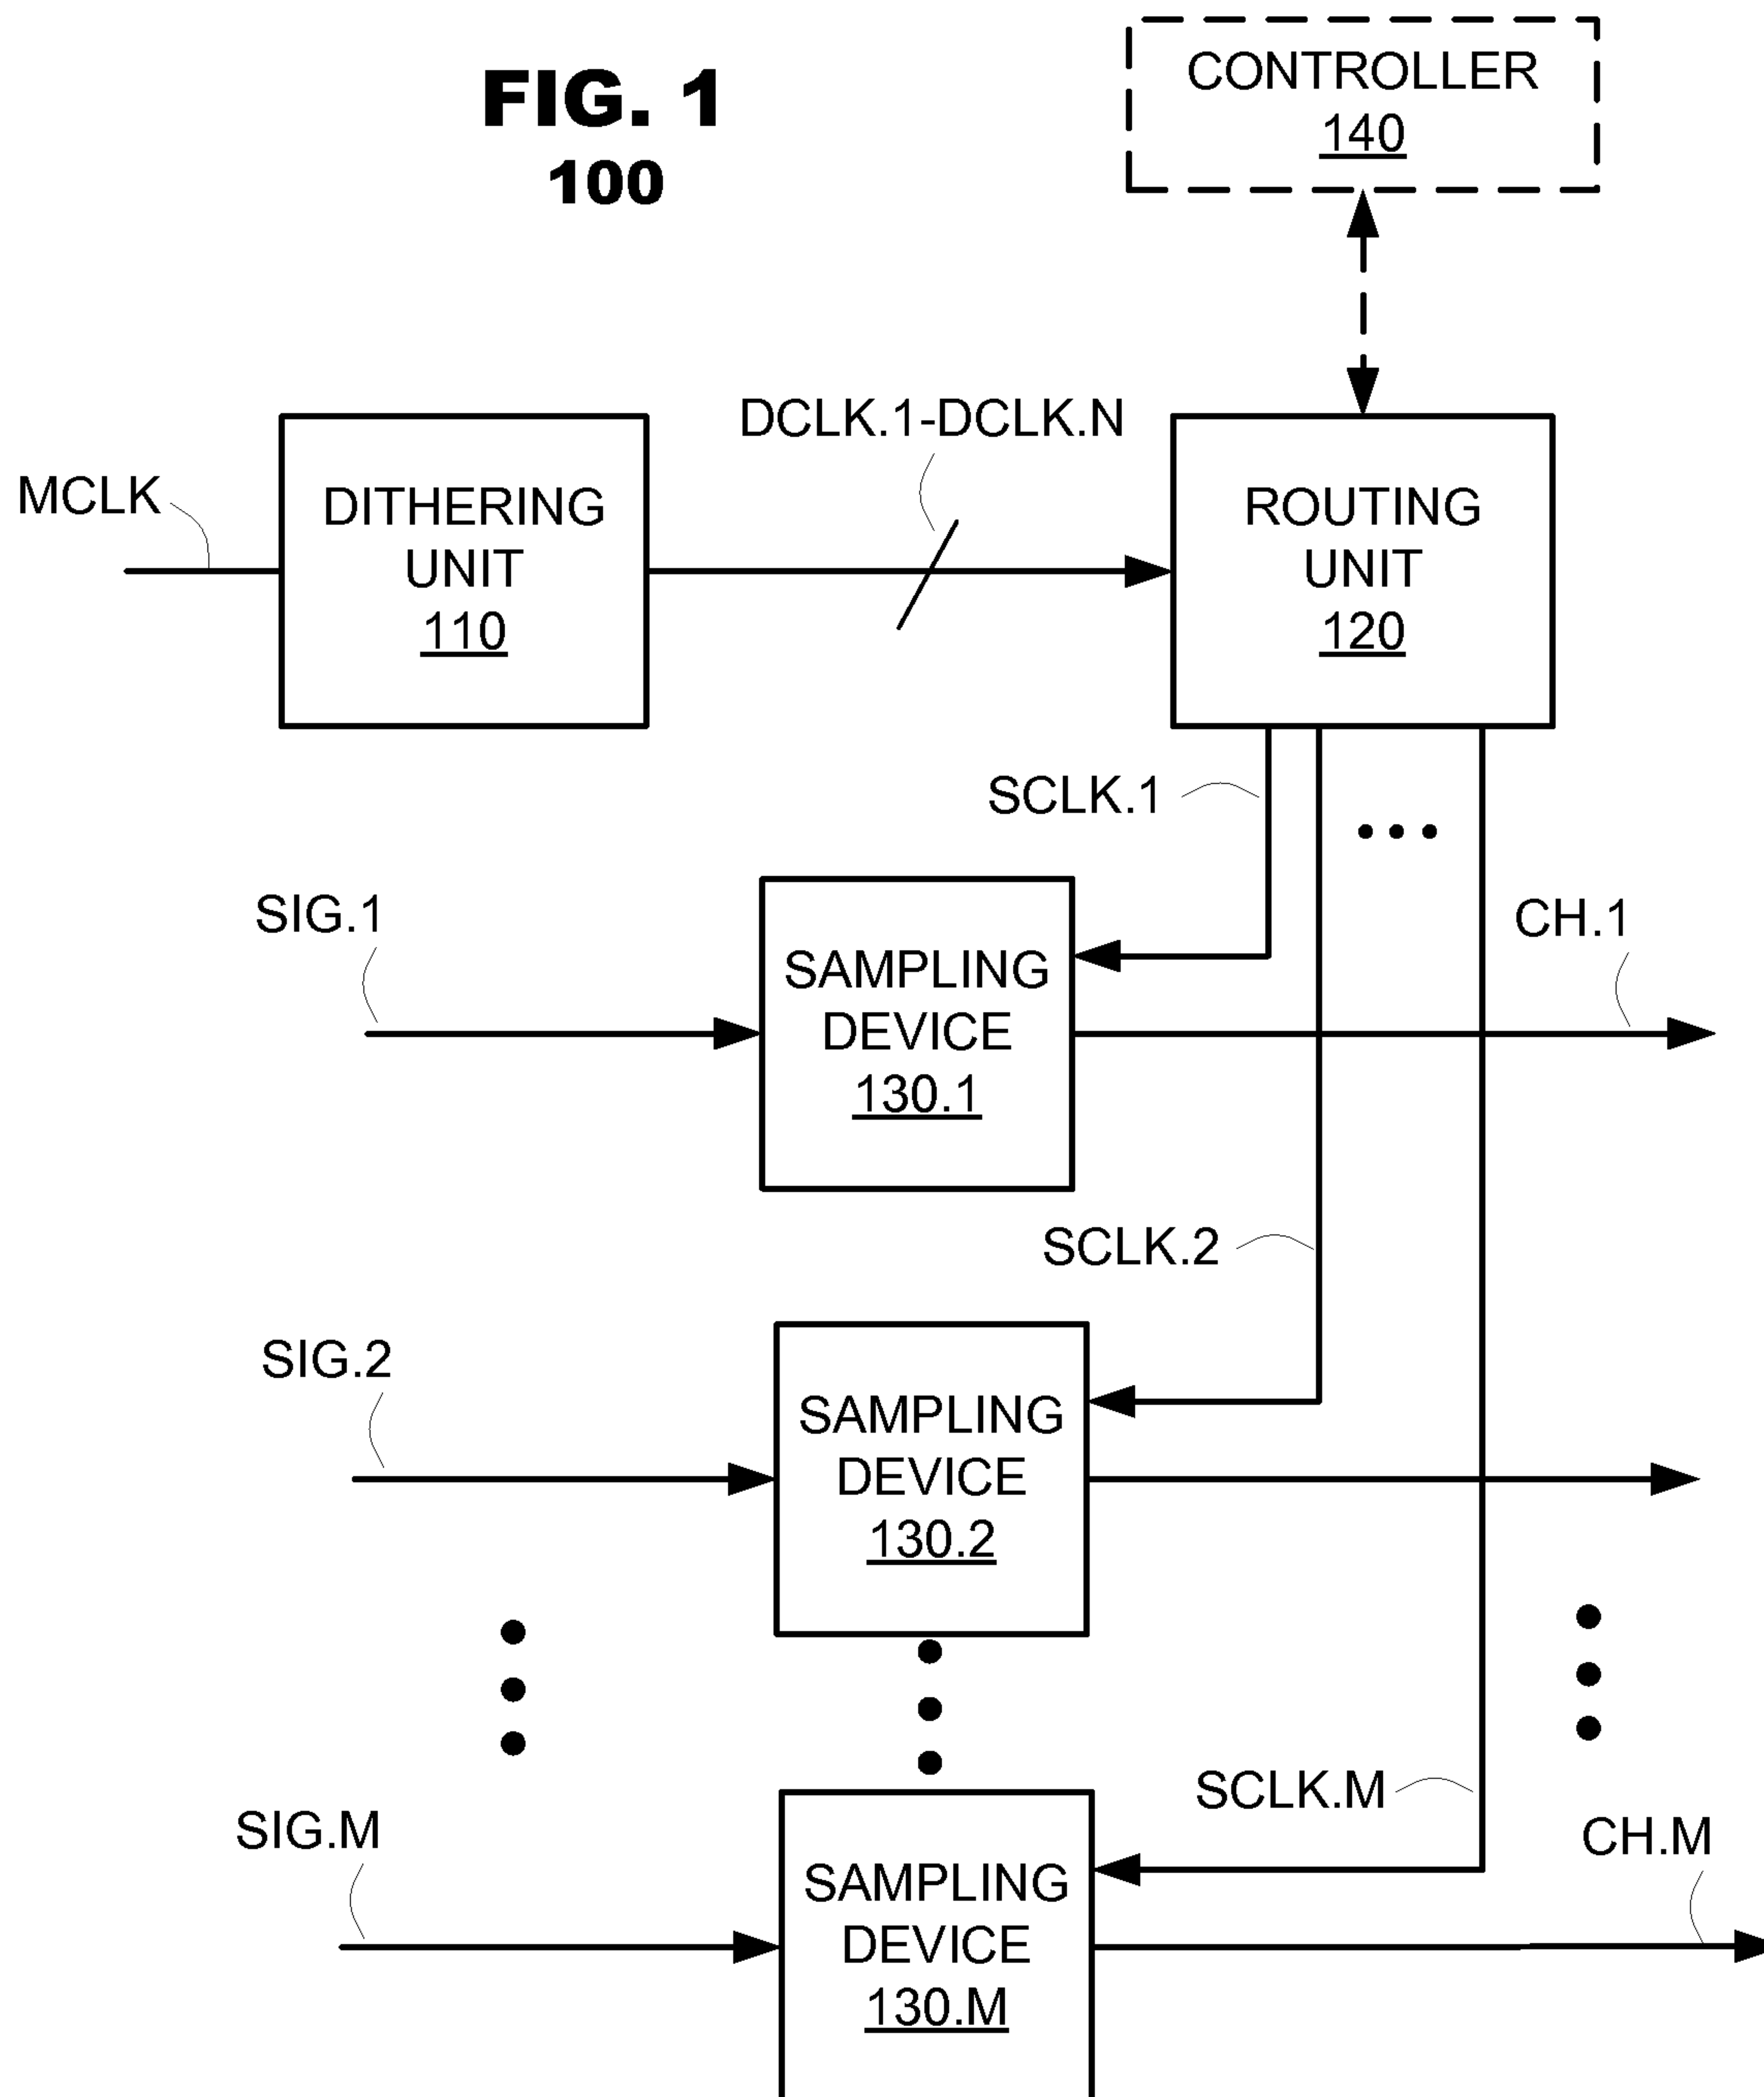 FIG. 1
100
CONTROLLER
140
DCLK.1-DCLK.N
MCLK
DITHERING
UNIT
110
ROUTING
UNIT
120
SCLK.1
SIG.1
CH.1
SAMPLING
DEVICE
130.1
SCLK.2
SIG.2
SAMPLING
DEVICE
130.2
SCLK.M
SIG.M
CH.M
SAMPLING
DEVICE
130.M